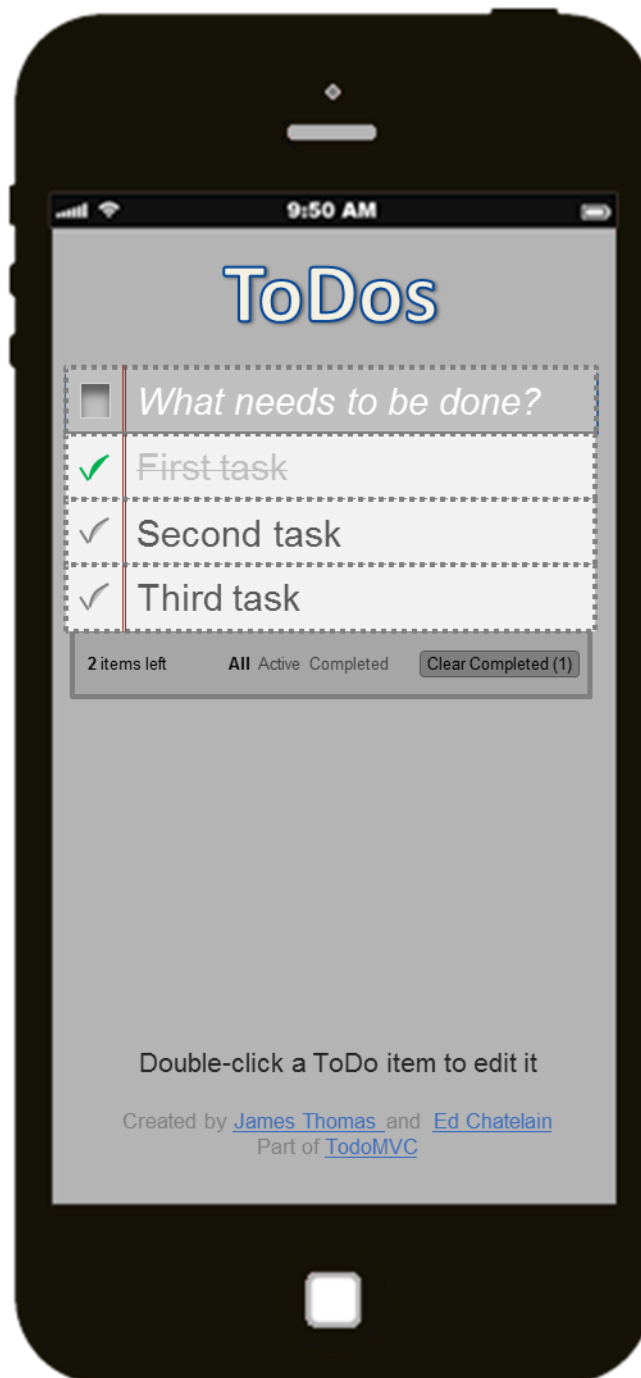 9:50 AM
ToDos
What needs to be done?
First task
Second task
Third task
2 items left All Active Completed Clear Completed (1)
Double-click a ToDo item to edit it
Created by James Thomas and Ed Chatelain
Part of TodoMVC